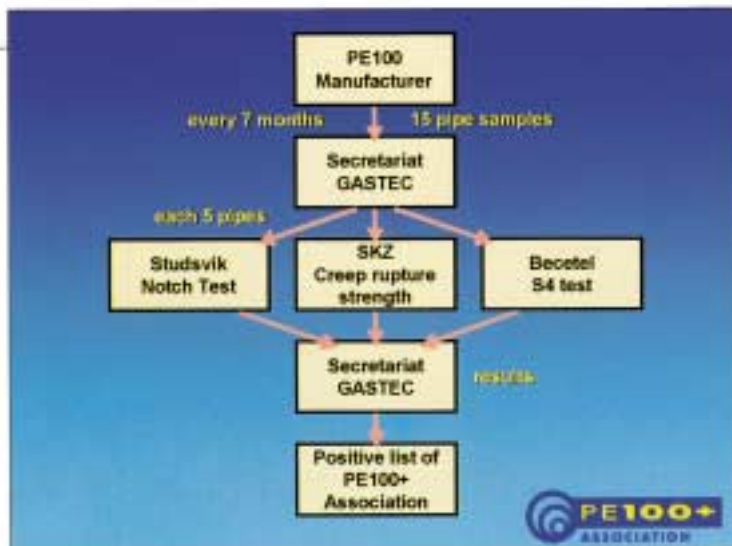 PE100
Manufacturer
every 7 months
15 pipe samples
Secretariat
GASTEC
each 5 pipes
Studsvik
Notch Test
SKZ
Creep rupture
strength
Becetel
S4 test
Secretariat
GASTEC
results
Positive list of
PE100+
Association
PE100+
ASSOCIATION